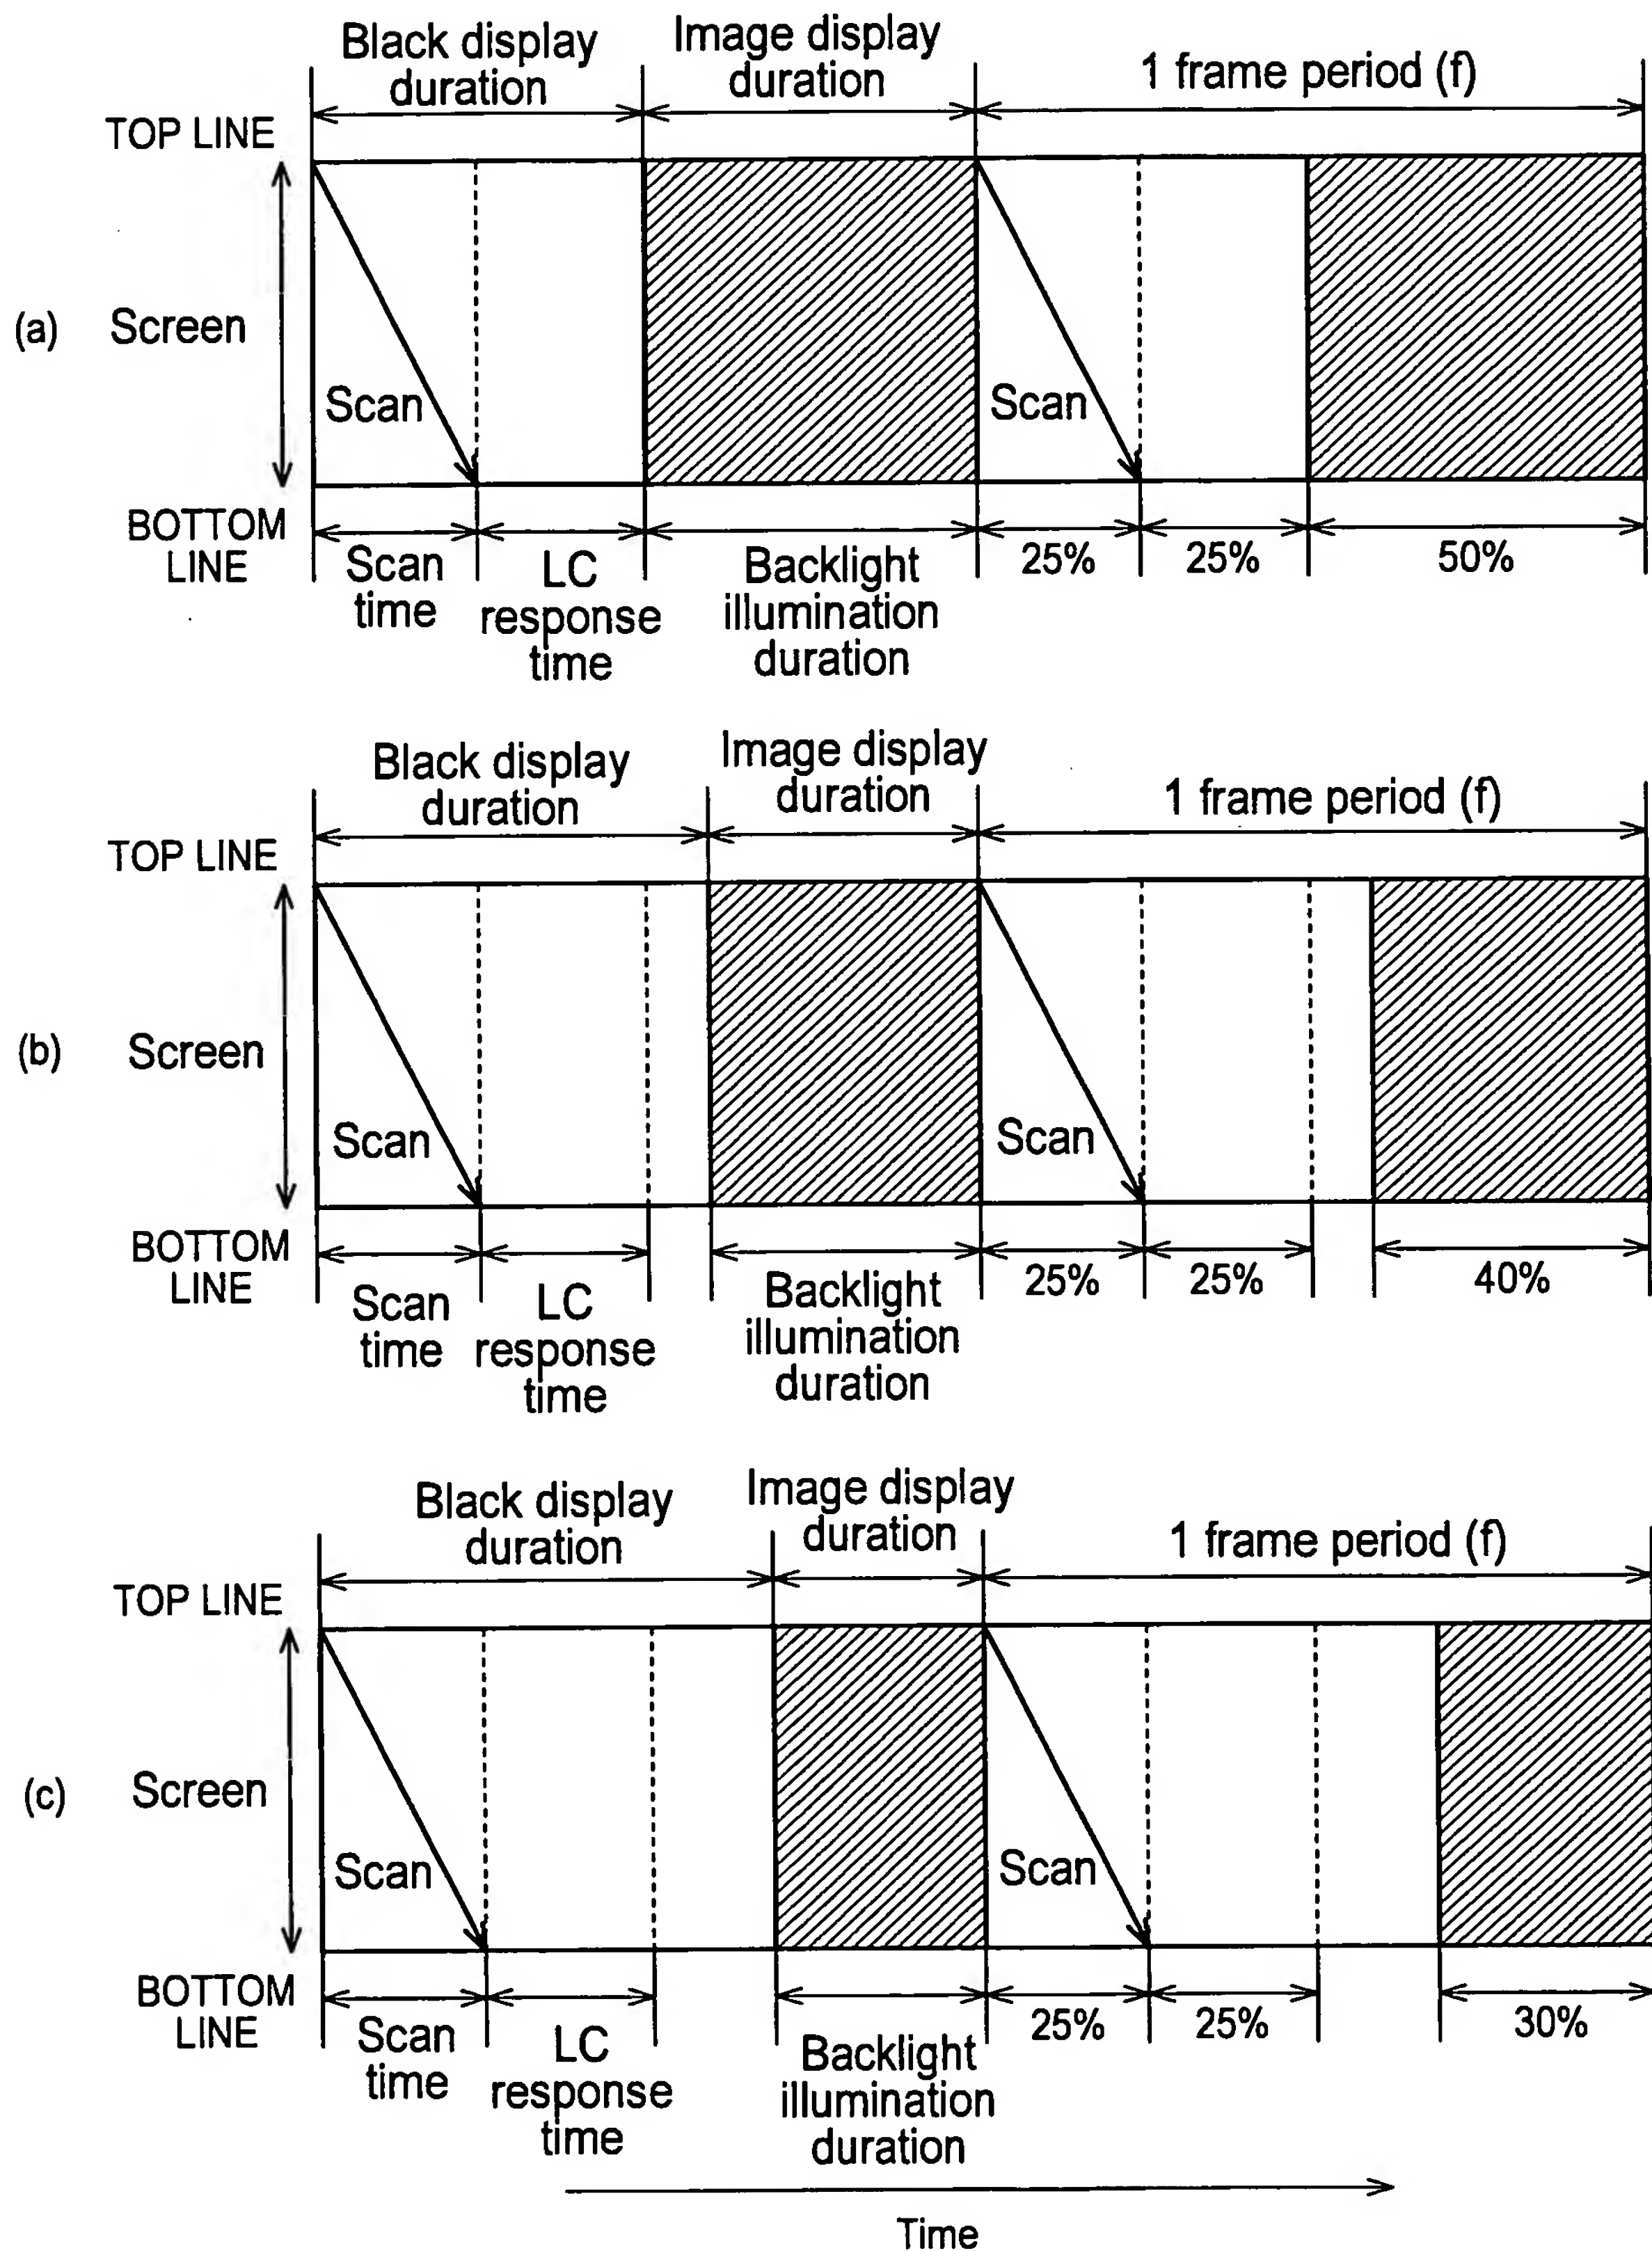 Black display
duration
Image display
duration
1 frame period (f)
TOP LINE
(a)
Screen
Scan
Scan
BOTTOM
LINE
Scan
time
LC
response
time
Backlight
illumination
duration
25%
25%
50%
Black display
duration
Image display
duration
1 frame period (f)
TOP LINE
(b)
Screen
Scan
Scan
BOTTOM
LINE
Scan
time
LC
response
time
Backlight
illumination
duration
25%
25%
40%
Black display
duration
Image display
duration
1 frame period (f)
TOP LINE
(c)
Screen
Scan
Scan
BOTTOM
LINE
Scan
time
LC
response
time
Backlight
illumination
duration
25%
25%
30%
Time